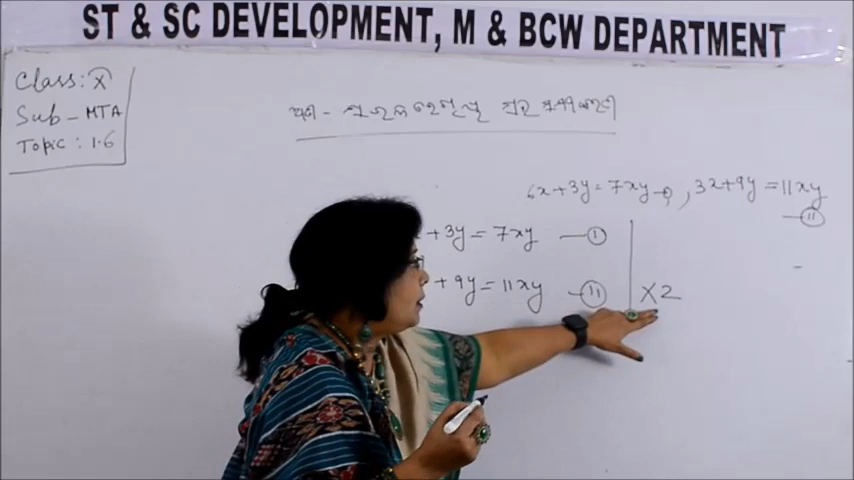 ST & SC DEVELOPMENT, M & BCW DEPARTMENT
Class: X
Sub - MTA
Topic: 1.6
6x+3y=7xy -①, 3x+9y=11xy
-⑪
+3y= 7xy -①
+9y=11xy -⑪ X2